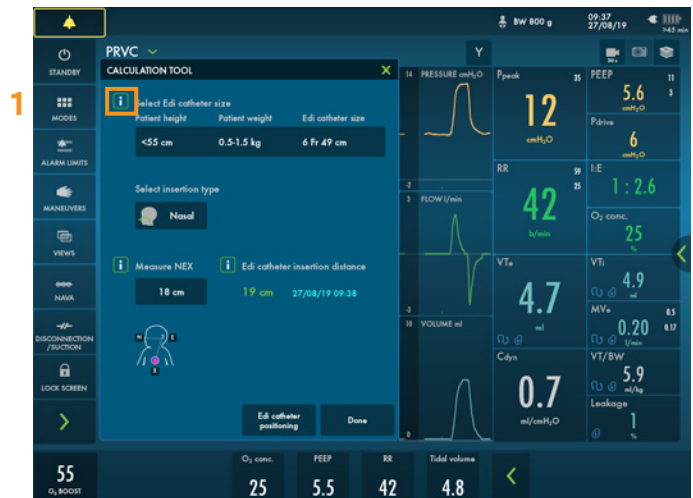 BW 800 g
09:37
27/08/19
>45 min
STANDBY
PRVC
Y
30 s
1
MODES
ALARM LIMITS
MANEUVERS
VIEWS
NAVA
DISCONNECTION
/SUCTION
LOCK SCREEN
CALCULATION TOOL
X
i Select Edi catheter size
Patient height Patient weight Edi catheter size
<55 cm 0.5-1.5 kg 6 Fr 49 cm
Select insertion type
Nasal
i Measure NEX i Edi catheter insertion distance
18 cm 19 cm 27/08/19 09:38
N E
X
Edi catheter
positioning
Done
14 PRESSURE cmH2O
-2
3 FLOW l/min
-3
10 VOLUME ml
0
Ppeak 35
12
cmH2O
PEEP 11
5.6 3
cmH2O
Pdrive
6
cmH2O
RR 59
25
42
b/min
I:E
1 : 2.6
O2 conc.
25
%
VTe
4.7
ml
VTi
4.9
ml
MVe 0.5
0.20 0.17
l/min
Cdyn
0.7
ml/cmH2O
VT/BW
5.9
ml/kg
Leakage
1
%
55
O2 BOOST
O2 conc. PEEP RR Tidal volume
25 5.5 42 4.8